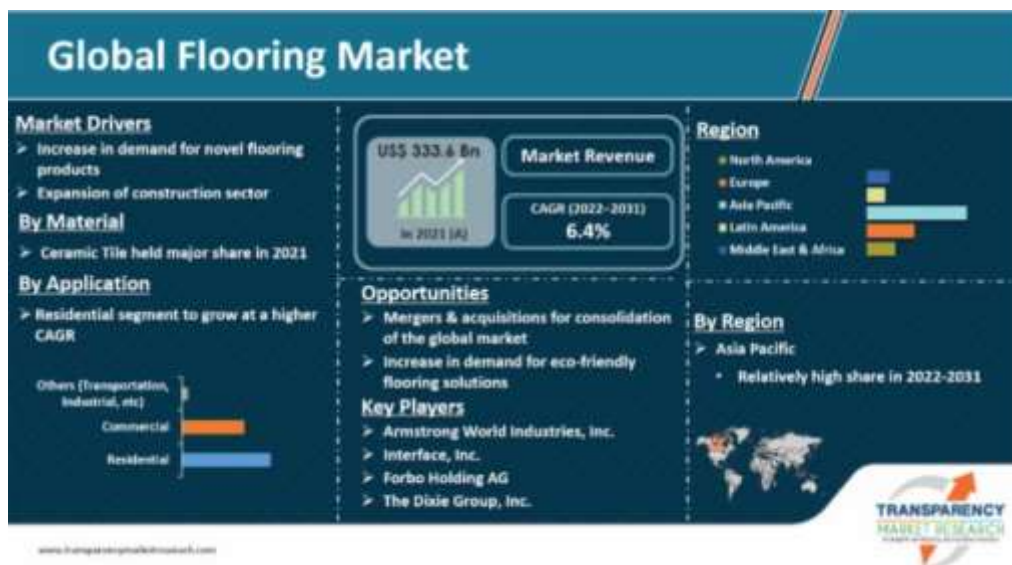 Global Flooring Market
Market Drivers
➢ Increase in demand for novel flooring
products
➢ Expansion of construction sector
By Material
➢ Ceramic Tile held major share in 2021
By Application
➢ Residential segment to grow at a higher
CAGR
Others (Transportation,
Industrial, etc)
Commercial
Residential
US$ 333.6 Bn
in 2021 (A)
Market Revenue
CAGR (2022-2031)
6.4%
Opportunities
➢ Mergers & acquisitions for consolidation
of the global market
➢ Increase in demand for eco-friendly
flooring solutions
Key Players
➢ Armstrong World Industries, Inc.
➢ Interface, Inc.
➢ Forbo Holding AG
➢ The Dixie Group, Inc.
Region
North America
Europe
Asia Pacific
Latin America
Middle East & Africa
By Region
➢ Asia Pacific
• Relatively high share in 2022-2031
TRANSPARENCY
MARKET RESEARCH
www.transparencymarketresearch.com